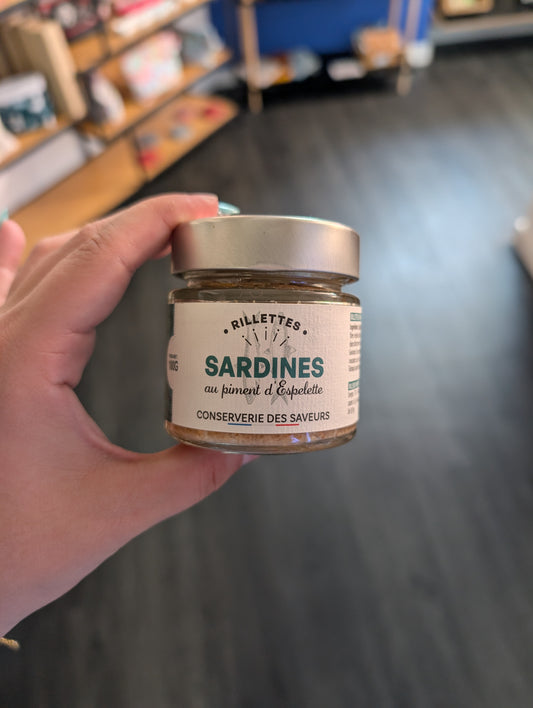 • RILLETTES •
SARDINES
au piment d'Espelette
CONSERVERIE DES SAVEURS